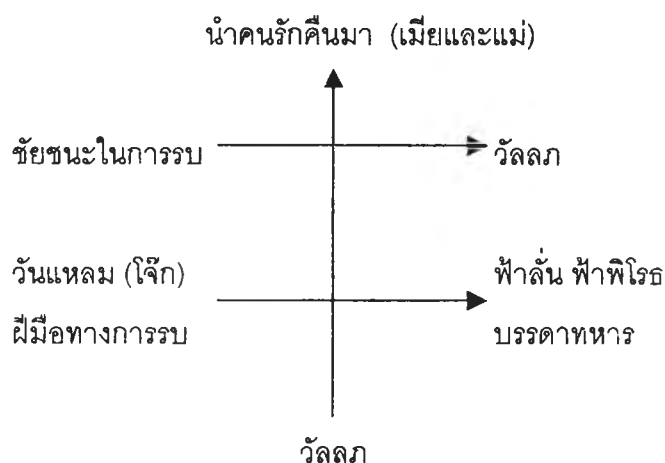 นำคนรักคืนมา (เมียและแม่)
ชัยชนะในการรบ
วัลลภ
วันแหลม (โจ๊ก)
ฟ้าลั่น ฟ้าพิโรธ
ฝีมือทางการรบ
บรรดาทหาร
วัลลภ